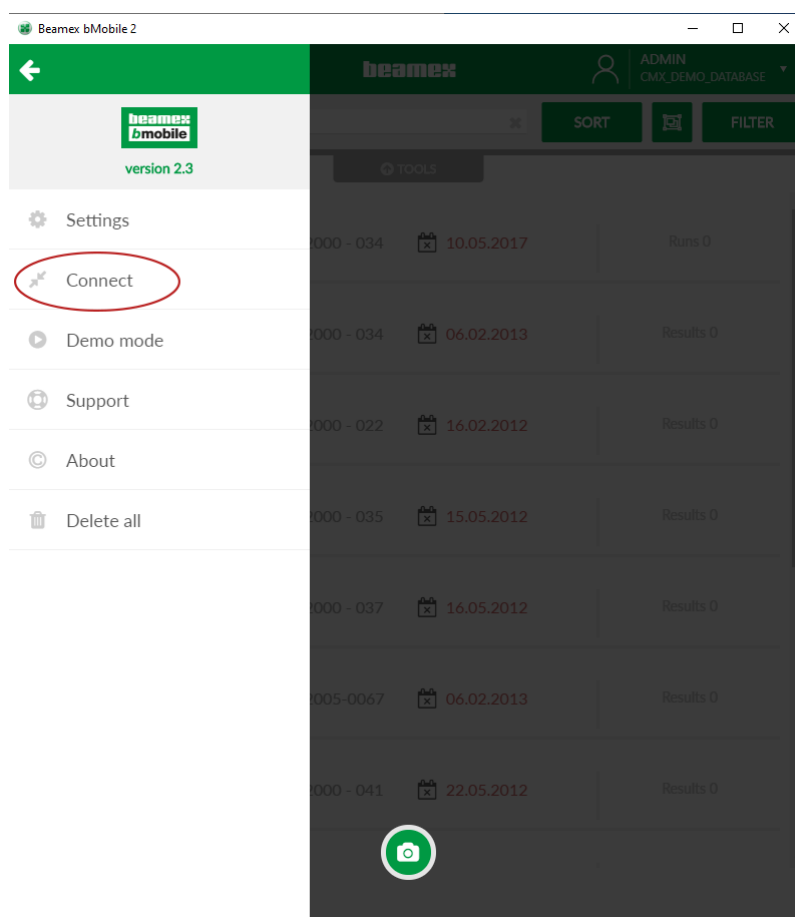 Beamex bMobile 2
beamex
ADMIN
CMX_DEMO_DATABASE
beamex
bmobile
version 2.3
SORT
FILTER
TOOLS
Settings
Connect
Demo mode
Support
About
Delete all
2000 - 034 10.05.2017 Runs 0
2000 - 034 06.02.2013 Results 0
2000 - 022 16.02.2012 Results 0
2000 - 035 15.05.2012 Results 0
2000 - 037 16.05.2012 Results 0
2005-0067 06.02.2013 Results 0
2000 - 041 22.05.2012 Results 0